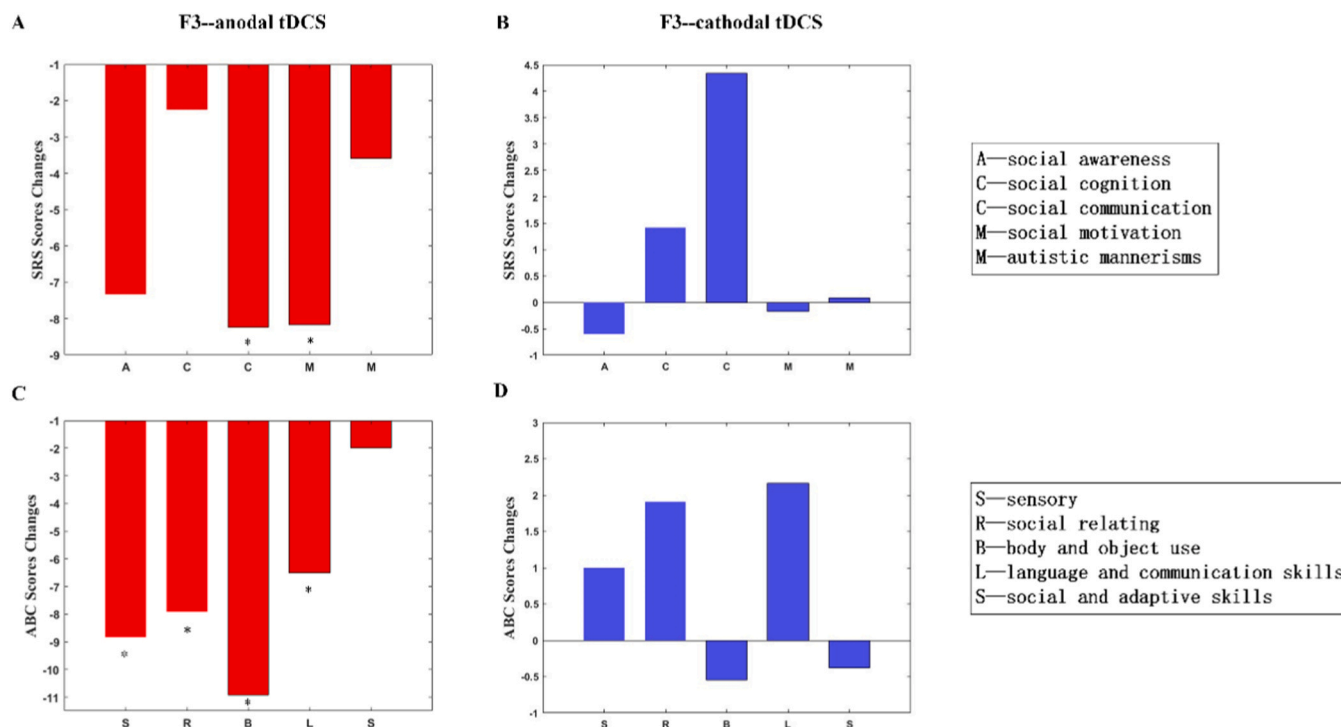 A F3--anodal tDCS
B F3--cathodal tDCS
SRS Scores Changes
-1
-2
-3
-4
-5
-6
-7
-8
-9
* *
A C C M M
SRS Scores Changes
4.5
4
3.5
3
2.5
2
1.5
1
0.5
0
-0.5
-1
A C C M M
A—social awareness
C—social cognition
C—social communication
M—social motivation
M—autistic mannerisms
C
ABC Scores Changes
-1
-2
-3
-4
-5
-6
-7
-8
-9
-10
-11
* * * *
S R B L S
D
ABC Scores Changes
3
2.5
2
1.5
1
0.5
0
-0.5
-1
S R B L S
S—sensory
R—social relating
B—body and object use
L—language and communication skills
S—social and adaptive skills